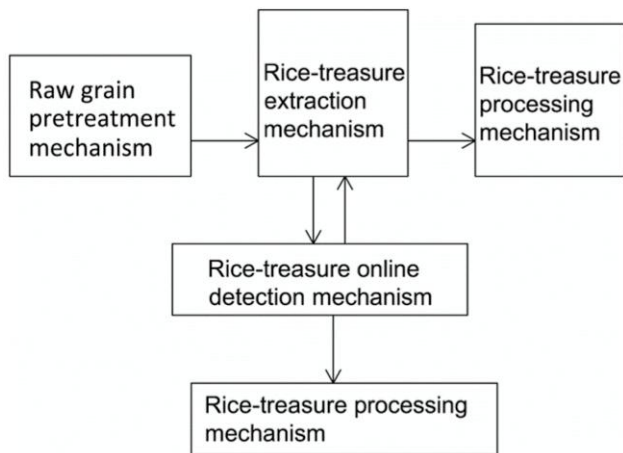 Raw grain
pretreatment
mechanism
Rice-treasure
extraction
mechanism
Rice-treasure
processing
mechanism
Rice-treasure online
detection mechanism
Rice-treasure processing
mechanism